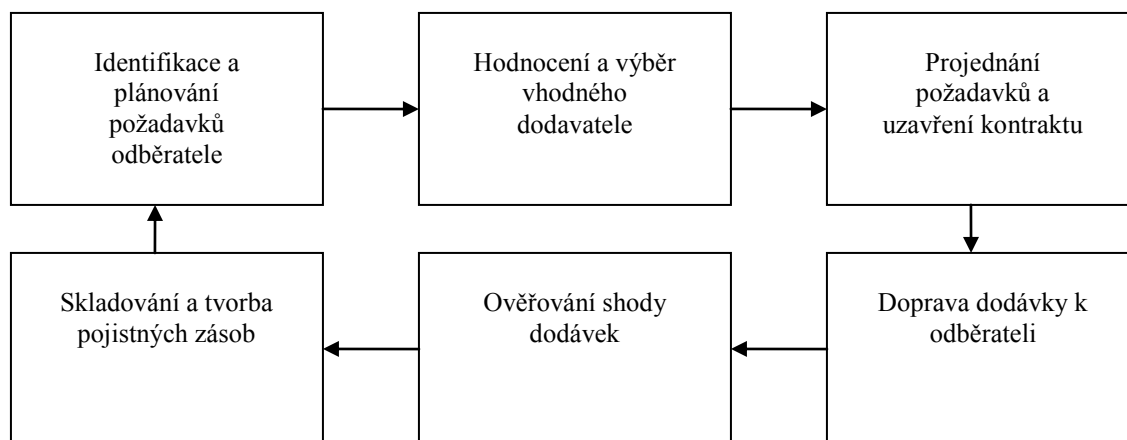 Identifikace a
plánování
požadavků
odběratele
Hodnocení a výběr
vhodného
dodavatele
Projednání
požadavků a
uzavření kontraktu
Skladování a tvorba
pojistných zásob
Ověřování shody
dodávek
Doprava dodávky k
odběrateli